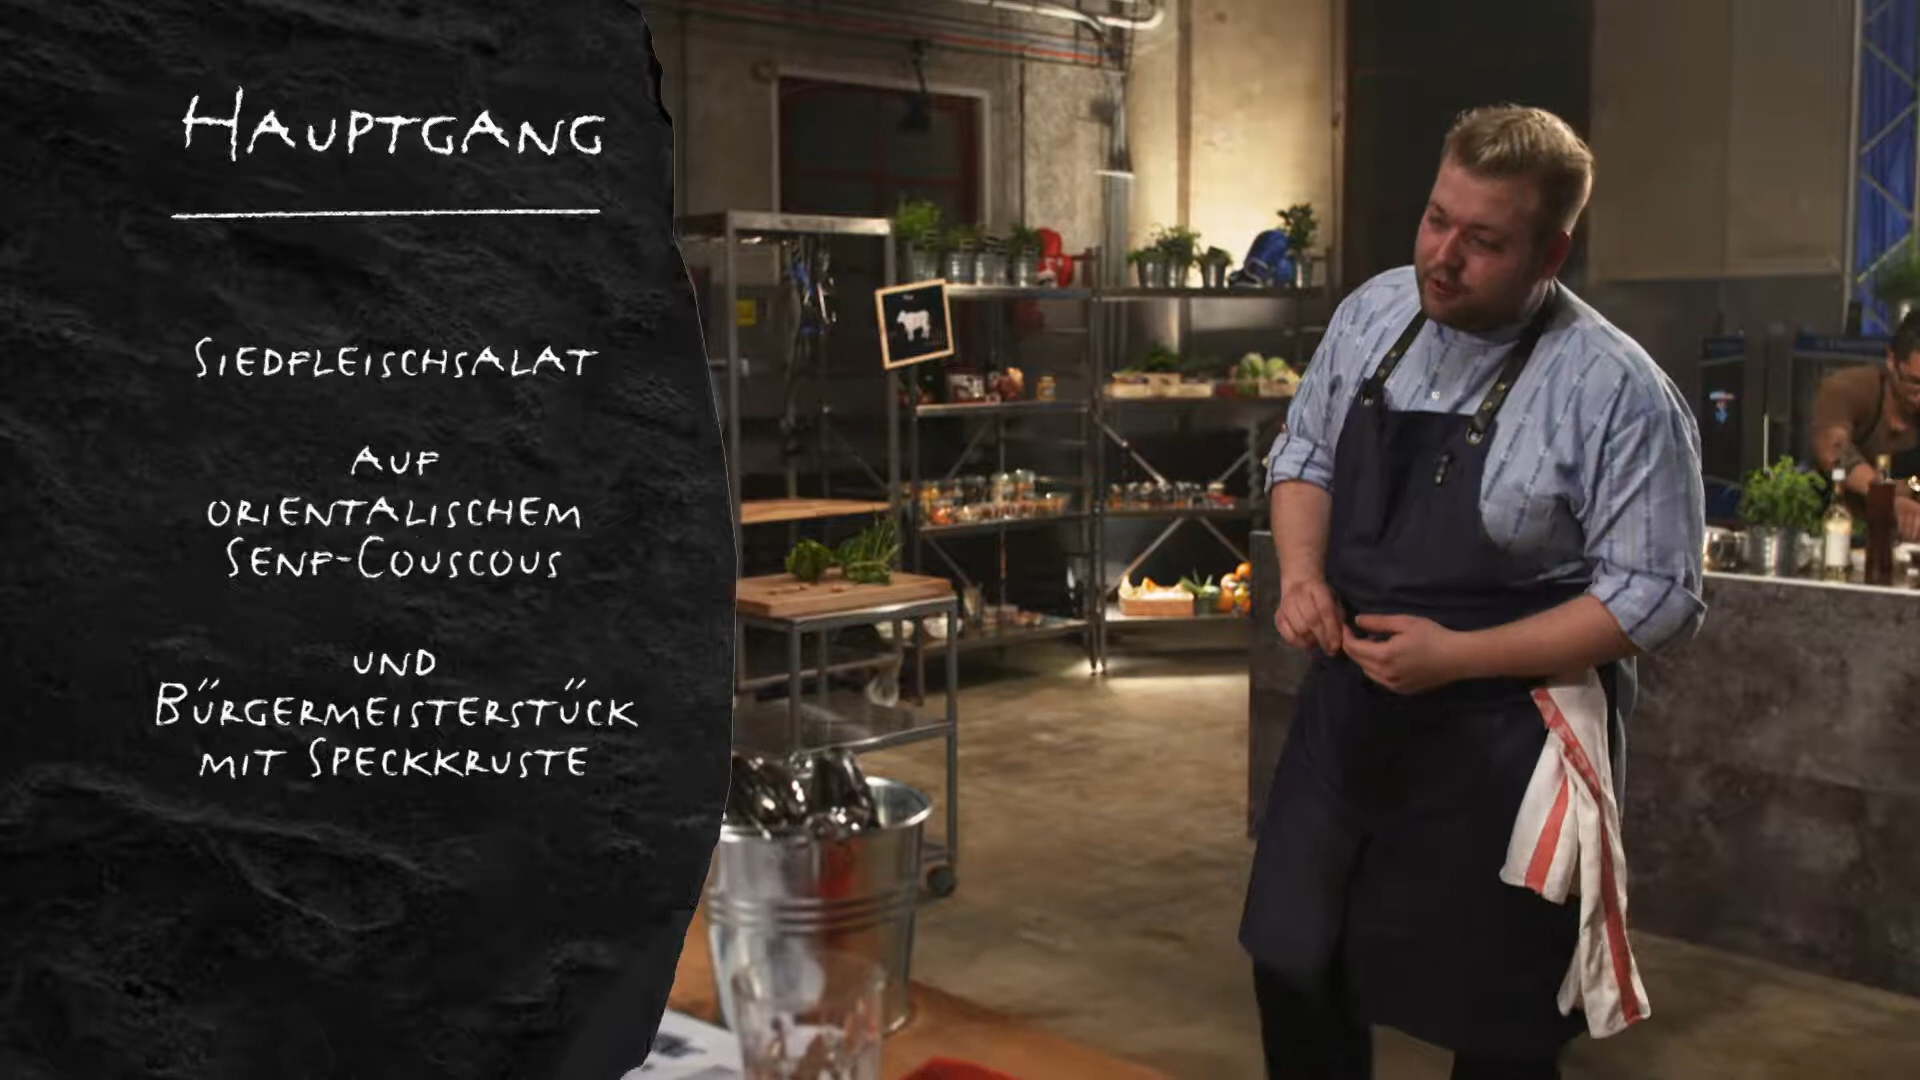 HAUPTGANG
SIEDFLEISCHSALAT
AUF
ORIENTALISCHEM
SENF-COUSCOUS
UND
BÜRGERMEISTERSTÜCK
MIT SPECKKRUSTE